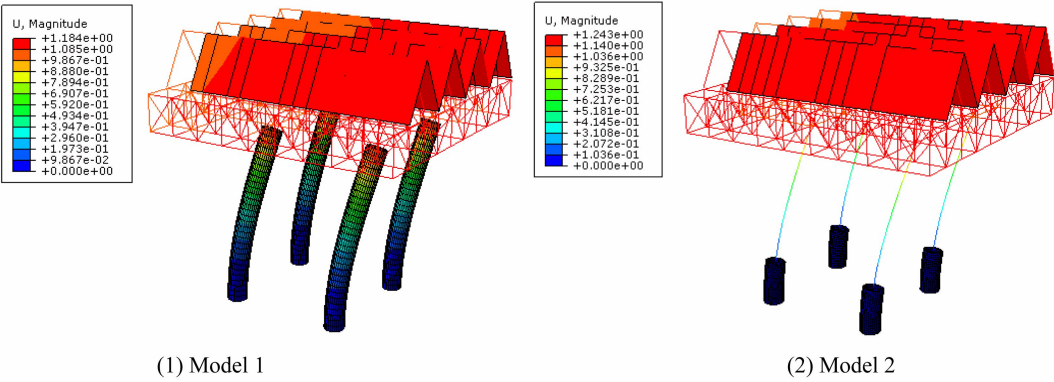 U, Magnitude
+1.184e+00
+1.085e+00
+9.867e-01
+8.880e-01
+7.894e-01
+6.907e-01
+5.920e-01
+4.934e-01
+3.947e-01
+2.960e-01
+1.973e-01
+9.867e-02
+0.000e+00
U, Magnitude
+1.243e+00
+1.140e+00
+1.036e+00
+9.325e-01
+8.289e-01
+7.253e-01
+6.217e-01
+5.181e-01
+4.145e-01
+3.108e-01
+2.072e-01
+1.036e-01
+0.000e+00
(1) Model 1
(2) Model 2